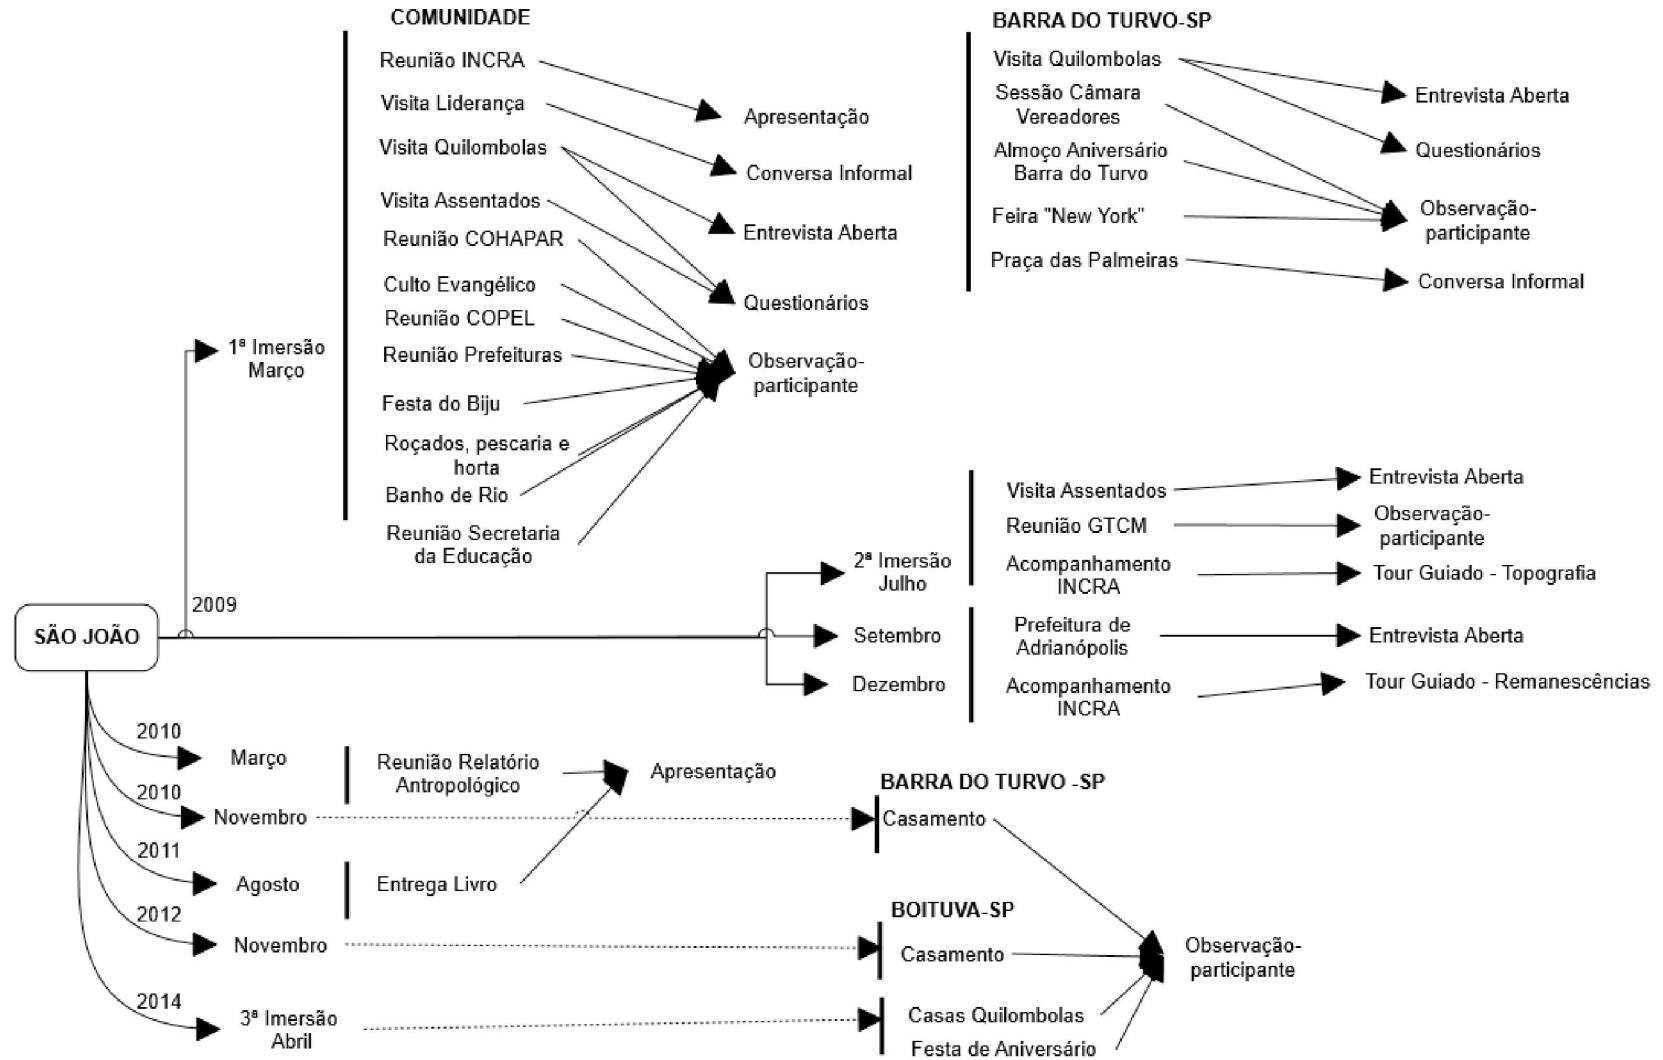 COMUNIDADE
Reunião INCRA
Visita Liderança
Visita Quilombolas
Visita Assentados
Reunião COHAPAR
Culto Evangélico
Reunião COPEL
Reunião Prefeituras
Festa do Biju
Roçados, pescaria e
horta
Banho de Rio
Reunião Secretaria
da Educação
Apresentação
Conversa Informal
Entrevista Aberta
Questionários
Observação-
participante
BARRA DO TURVO-SP
Visita Quilombolas
Sessão Câmara
Vereadores
Almoço Aniversário
Barra do Turvo
Feira "New York"
Praça das Palmeiras
Entrevista Aberta
Questionários
Observação-
participante
Conversa Informal
1ª Imersão
Março
2009
SÃO JOÃO
2ª Imersão
Julho
Setembro
Dezembro
Visita Assentados
Reunião GTCM
Acompanhamento
INCRA
Prefeitura de
Adrianópolis
Acompanhamento
INCRA
Entrevista Aberta
Observação-
participante
Tour Guiado - Topografia
Entrevista Aberta
Tour Guiado - Remanescências
2010
Março
Reunião Relatório
Antropológico
Apresentação
2010
Novembro
BARRA DO TURVO -SP
Casamento
2011
Agosto
Entrega Livro
2012
Novembro
BOITUVA-SP
Casamento
Observação-
participante
2014
3ª Imersão
Abril
Casas Quilombolas
Festa de Aniversário